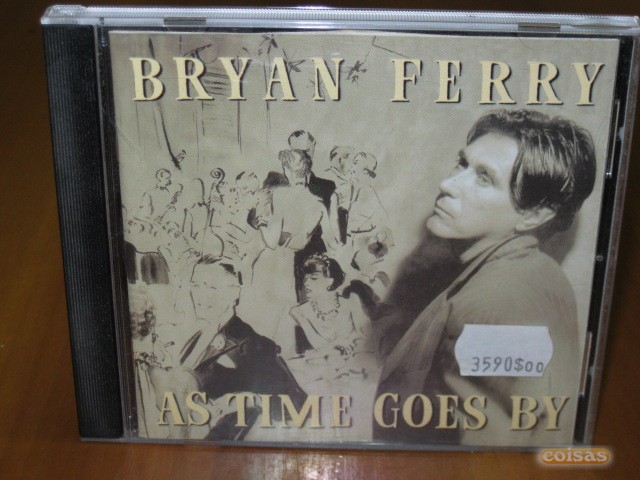 BRYAN FERRY
3590$00
AS TIME GOES BY
coisas